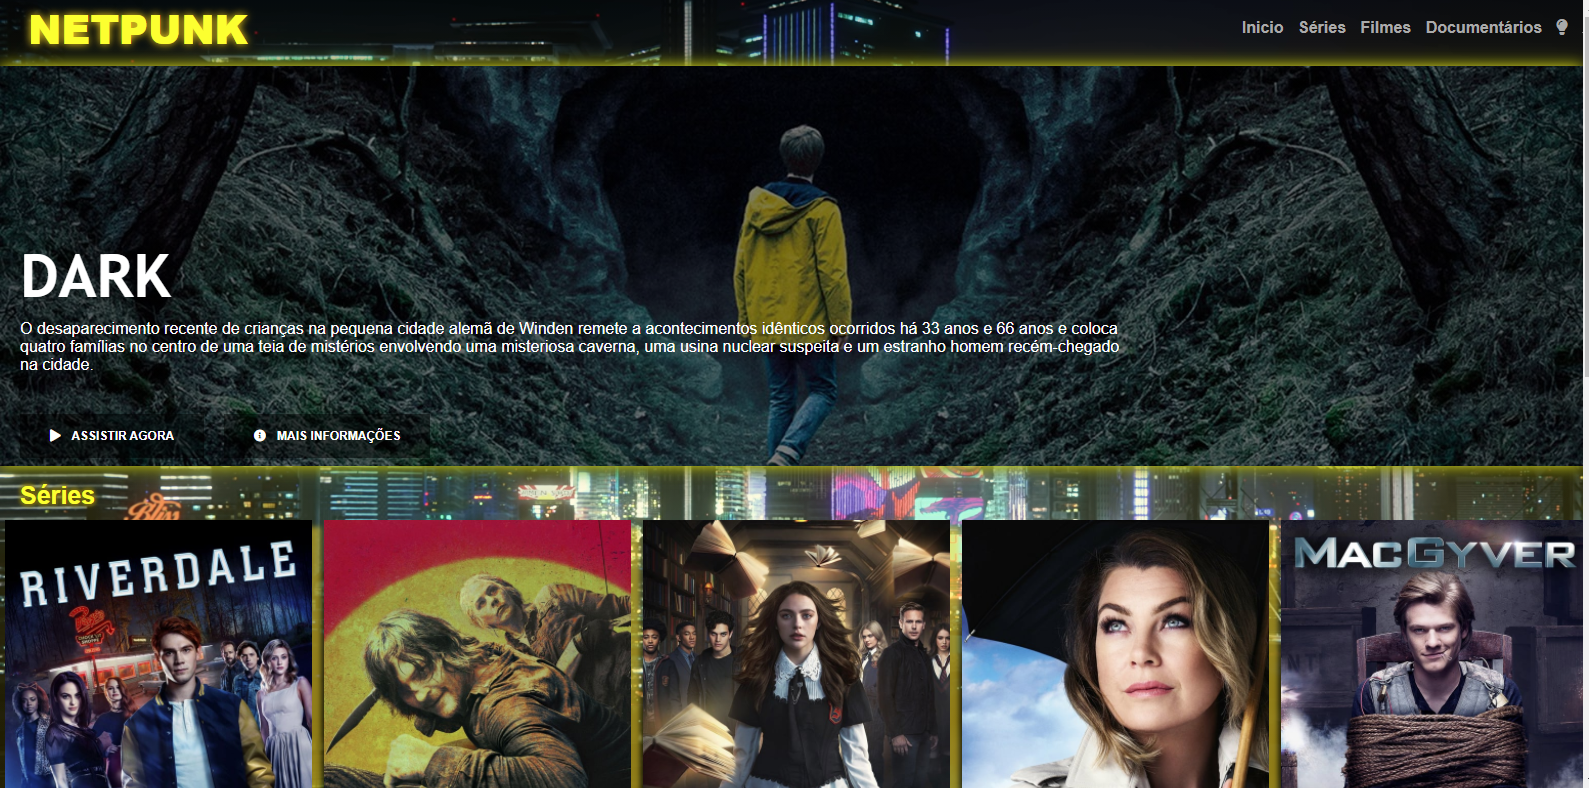 NETPUNK
Inicio Séries Filmes Documentários
DARK
O desaparecimento recente de crianças na pequena cidade alemã de Winden remete a acontecimentos idênticos ocorridos há 33 anos e 66 anos e coloca
quatro famílias no centro de uma teia de mistérios envolvendo uma misteriosa caverna, uma usina nuclear suspeita e um estranho homem recém-chegado
na cidade.
ASSISTIR AGORA MAIS INFORMAÇÕES
Séries
RIVERDALE
MACGYVER